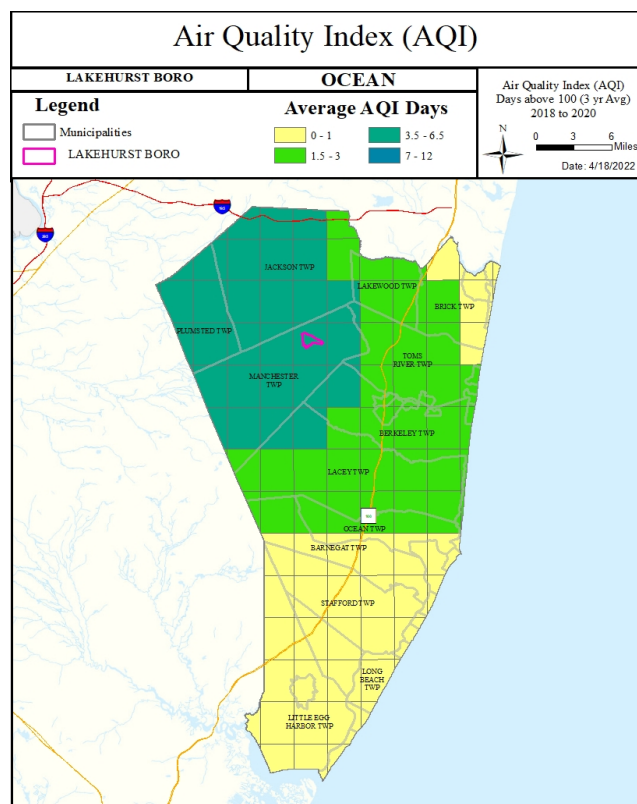 Air Quality Index (AQI)
LAKEHURST BORO
OCEAN
Air Quality Index (AQI)
Days above 100 (3 yr Avg)
2018 to 2020
Legend
Municipalities
LAKEHURST BORO
Average AQI Days
0 - 1
3.5 - 6.5
1.5 - 3
7 - 12
N
0 3 6
Miles
Date: 4/18/2022
JACKSON TWP
LAKEWOOD TWP
BRICK TWP
PLUMSTED TWP
TOMS
RIVER TWP
MANCHESTER
TWP
BERKELEY TWP
LACEY TWP
OCEAN TWP
BARNEGAT TWP
STAFFORD TWP
LONG
BEACH
TWP
LITTLE EGG
HARBOR TWP